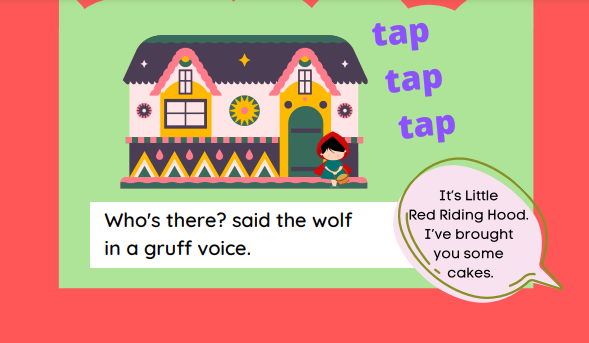 tap
tap
tap
Who's there? said the wolf
in a gruff voice.
It's Little
Red Riding Hood.
I've brought
you some
cakes.